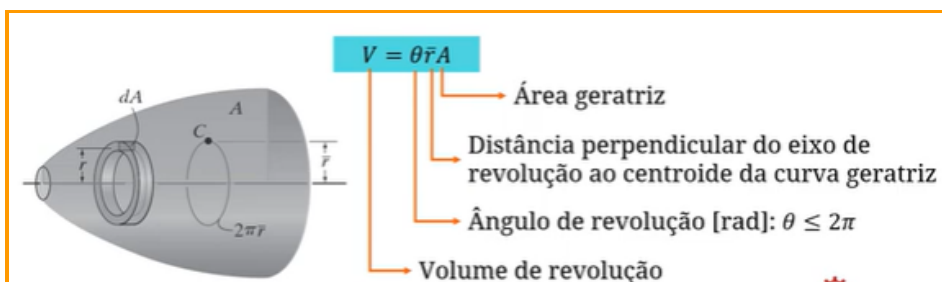 V = θr̄A
Área geratriz
Distância perpendicular do eixo de
revolução ao centroide da curva geratriz
Ângulo de revolução [rad]: θ ≤ 2π
Volume de revolução
dA
A
C
r
r̄
2πr̄